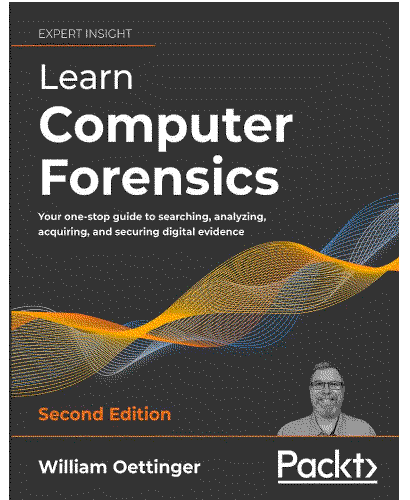 EXPERT INSIGHT
Learn
Computer
Forensics
Your one-stop guide to searching, analyzing,
acquiring, and securing digital evidence
Second Edition
William Oettinger
Packt>